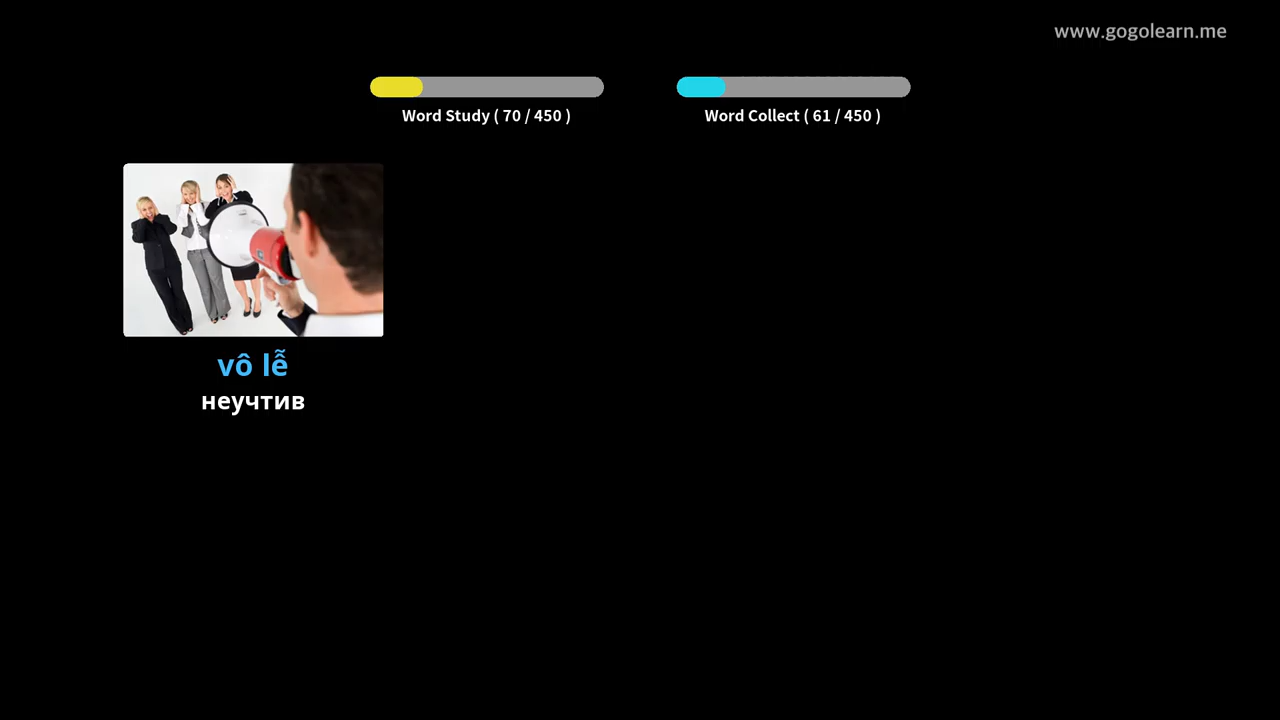 www.gogolearn.me
Word Study ( 70 / 450 )
Word Collect ( 61 / 450 )
vô lễ
неучтив